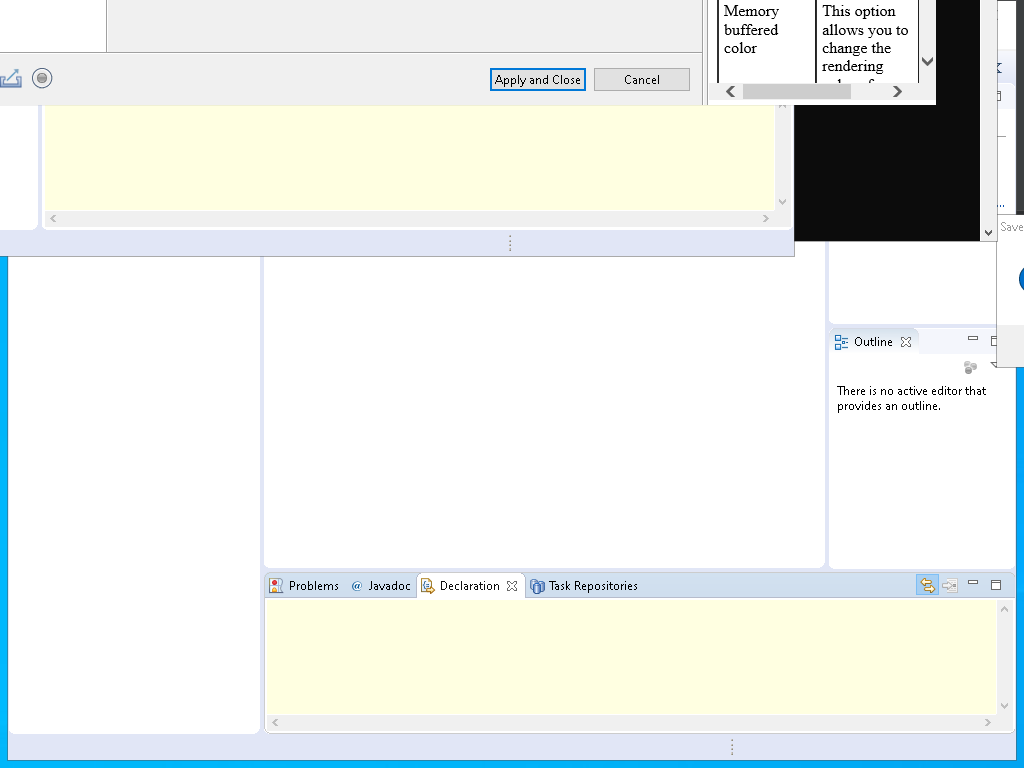 Memory
buffered
color
This option
allows you to
change the
rendering
Apply and Close
Cancel
Save
Outline
There is no active editor that
provides an outline.
Problems
@ Javadoc
Declaration
Task Repositories